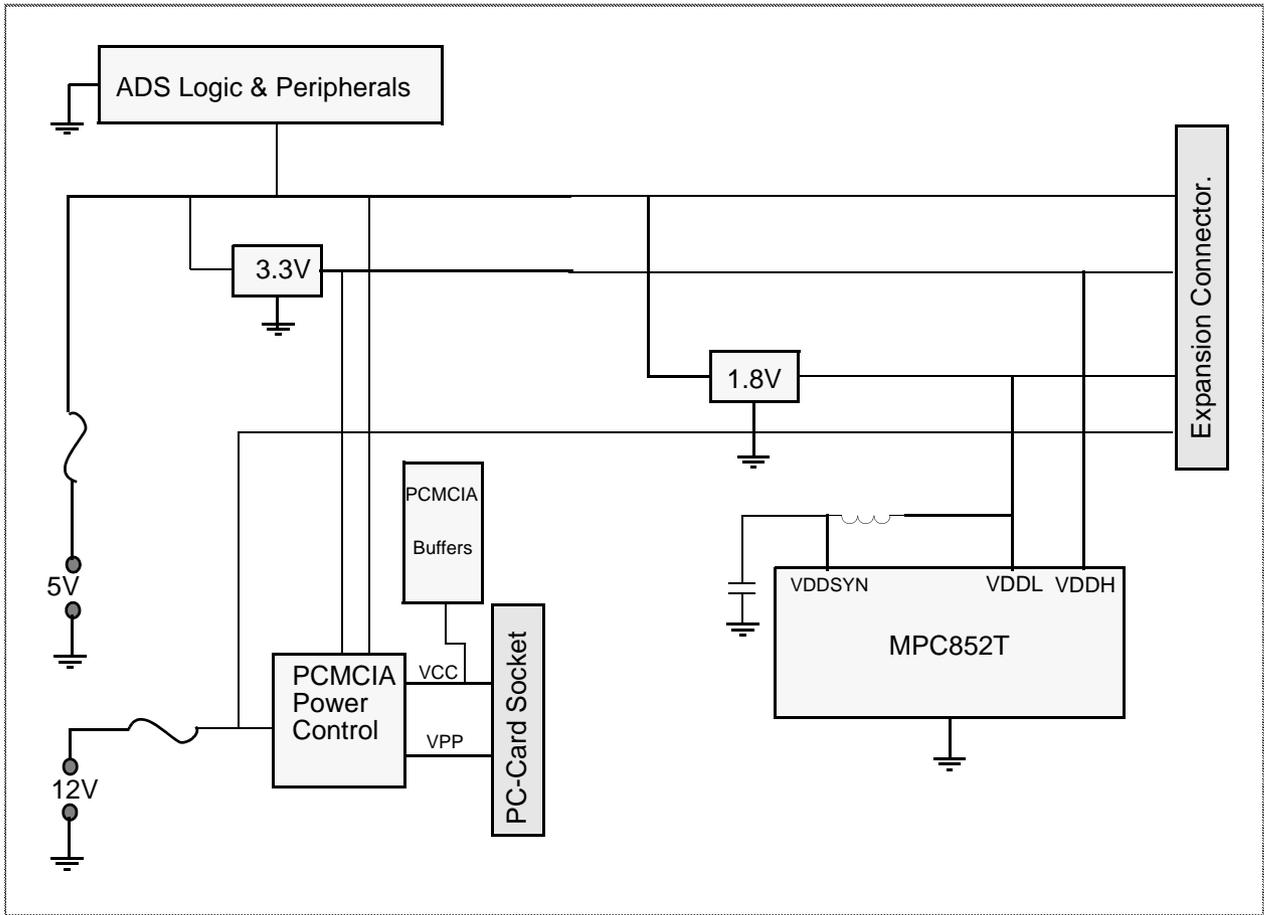 ADS Logic & Peripherals
Expansion Connector.
3.3V
1.8V
PCMCIA
Buffers
5V
VDDSYN
VDDL
VDDH
MPC852T
PCMCIA
Power
Control
VCC
VPP
PC-Card Socket
12V